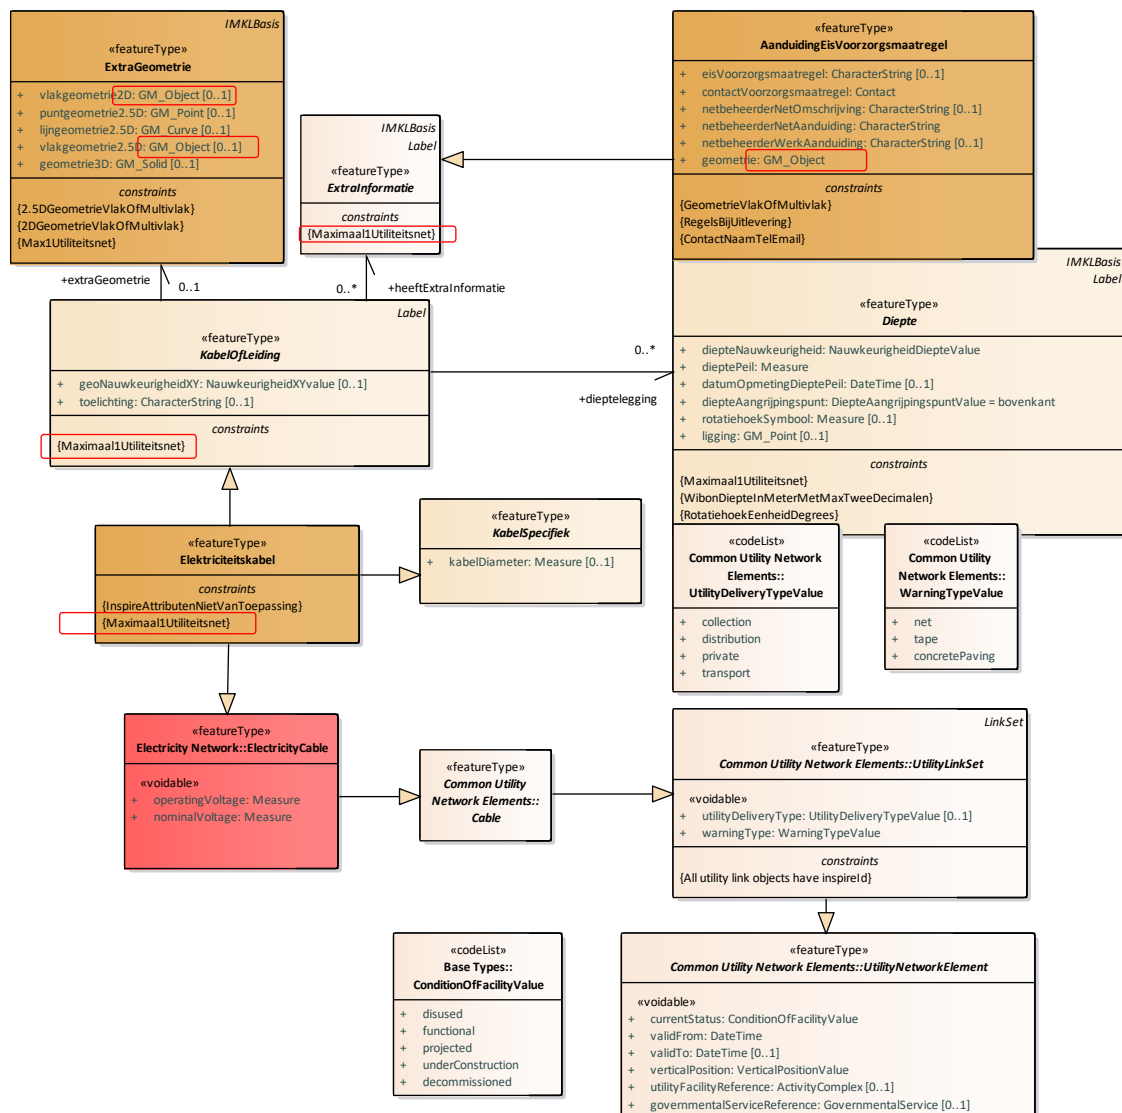 IMKLBasis
«featureType»
ExtraGeometrie
+ vlakgeometrie2D: GM_Object [0..1]
+ puntgeometrie2.5D: GM_Point [0..1]
+ lijngeometrie2.5D: GM_Curve [0..1]
+ vlakgeometrie2.5D: GM_Object [0..1]
+ geometrie3D: GM_Solid [0..1]
constraints
{2.5DGeometrieVlakOfMultivlak}
{2DGeometrieVlakOfMultivlak}
{Max1Utiliteitsnet}
IMKLBasis
Label
«featureType»
ExtraInformatie
constraints
{Maximaal1Utiliteitsnet}
«featureType»
AanduidingEisVoorzorgsmaatregel
+ eisVoorzorgsmaatregel: CharacterString [0..1]
+ contactVoorzorgsmaatregel: Contact
+ netbeheerderNetOmschrijving: CharacterString [0..1]
+ netbeheerderNetAanduiding: CharacterString
+ netbeheerderWerkAanduiding: CharacterString [0..1]
+ geometrie: GM_Object
constraints
{GeometrieVlakOfMultivlak}
{RegelsBijUitlevering}
{ContactNaamTelEmail}
+extraGeometrie
0..1
0..*
+heeftExtraInformatie
IMKLBasis
Label
«featureType»
Diepte
+ diepteNauwkeurigheid: NauwkeurigheidDiepteValue
+ dieptePeil: Measure
+ datumOpmetingDieptePeil: DateTime [0..1]
+ diepteAangrijpingspunt: DiepteAangrijpingspuntValue = bovenkant
+ rotatiehoekSymbool: Measure [0..1]
+ ligging: GM_Point [0..1]
constraints
{Maximaal1Utiliteitsnet}
{WibonDiepteInMeterMetMaxTweeDecimalen}
{RotatiehoekEenheidDegrees}
Label
«featureType»
KabelOfLeiding
+ geoNauwkeurigheidXY: NauwkeurigheidXYvalue [0..1]
+ toelichting: CharacterString [0..1]
constraints
{Maximaal1Utiliteitsnet}
0..*
+dieptelegging
«featureType»
Elektriciteitskabel
constraints
{InspireAttributenNietVanToepassing}
{Maximaal1Utiliteitsnet}
«featureType»
KabelSpecifiek
+ kabelDiameter: Measure [0..1]
«codeList»
Common Utility Network
Elements::
UtilityDeliveryTypeValue
+ collection
+ distribution
+ private
+ transport
«codeList»
Common Utility
Network Elements::
WarningTypeValue
+ net
+ tape
+ concretePaving
«featureType»
Electricity Network::ElectricityCable
«voidable»
+ operatingVoltage: Measure
+ nominalVoltage: Measure
«featureType»
Common Utility
Network Elements::
Cable
LinkSet
«featureType»
Common Utility Network Elements::UtilityLinkSet
«voidable»
+ utilityDeliveryType: UtilityDeliveryTypeValue [0..1]
+ warningType: WarningTypeValue
constraints
{All utility link objects have inspireId}
«codeList»
Base Types::
ConditionOfFacilityValue
+ disused
+ functional
+ projected
+ underConstruction
+ decommissioned
«featureType»
Common Utility Network Elements::UtilityNetworkElement
«voidable»
+ currentStatus: ConditionOfFacilityValue
+ validFrom: DateTime
+ validTo: DateTime [0..1]
+ verticalPosition: VerticalPositionValue
+ utilityFacilityReference: ActivityComplex [0..1]
+ governmentalServiceReference: GovernmentalService [0..1]